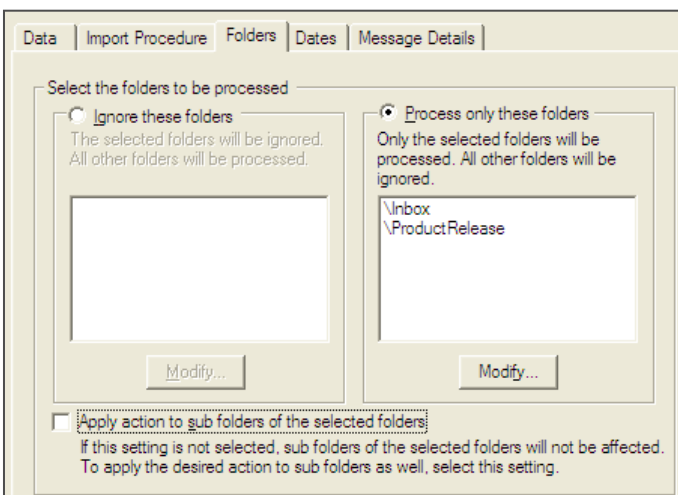 Data Import Procedure Folders Dates Message Details
Select the folders to be processed
Ignore these folders
The selected folders will be ignored.
All other folders will be processed.
Modify...
Process only these folders
Only the selected folders will be
processed. All other folders will be
ignored.
\Inbox
\ProductRelease
Modify...
Apply action to sub folders of the selected folders
If this setting is not selected, sub folders of the selected folders will not be affected.
To apply the desired action to sub folders as well, select this setting.